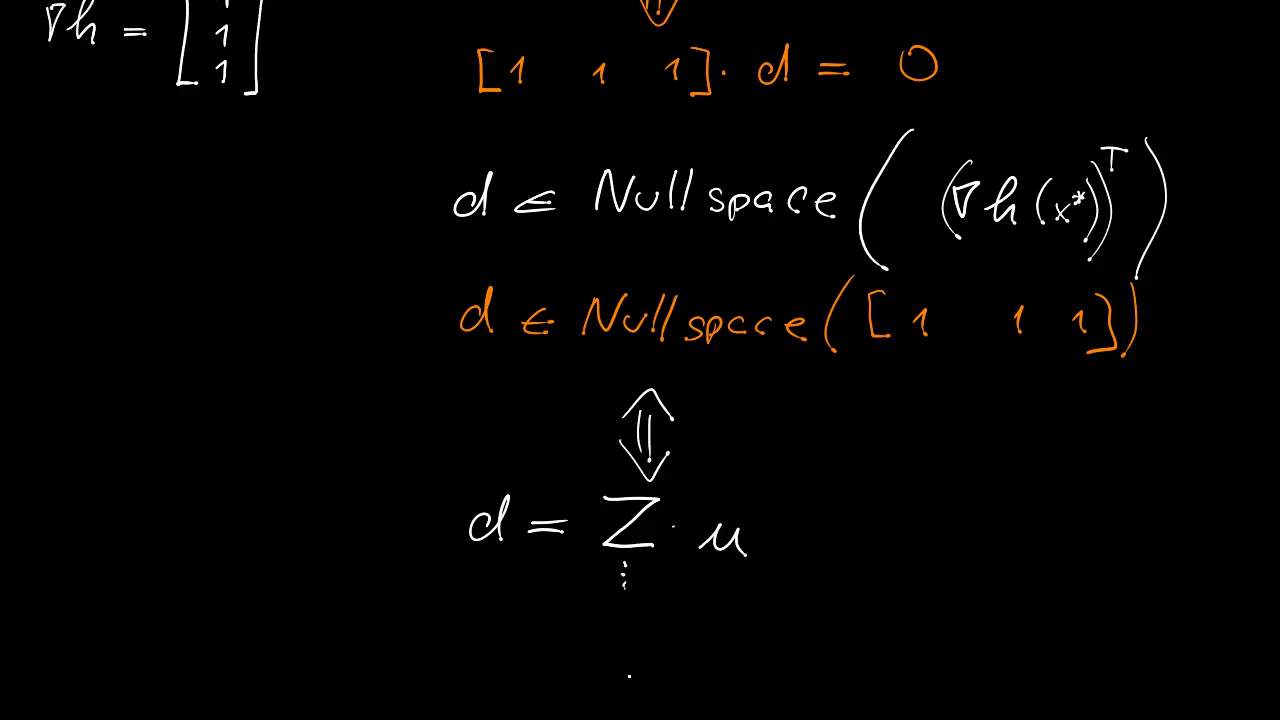 ∇h = [1 1 1]
[1 1 1] · d = 0
d ∈ Nullspace ( (∇h(x*))ᵀ )
d ∈ Nullspace ([1 1 1])
⇕
d = Z · u